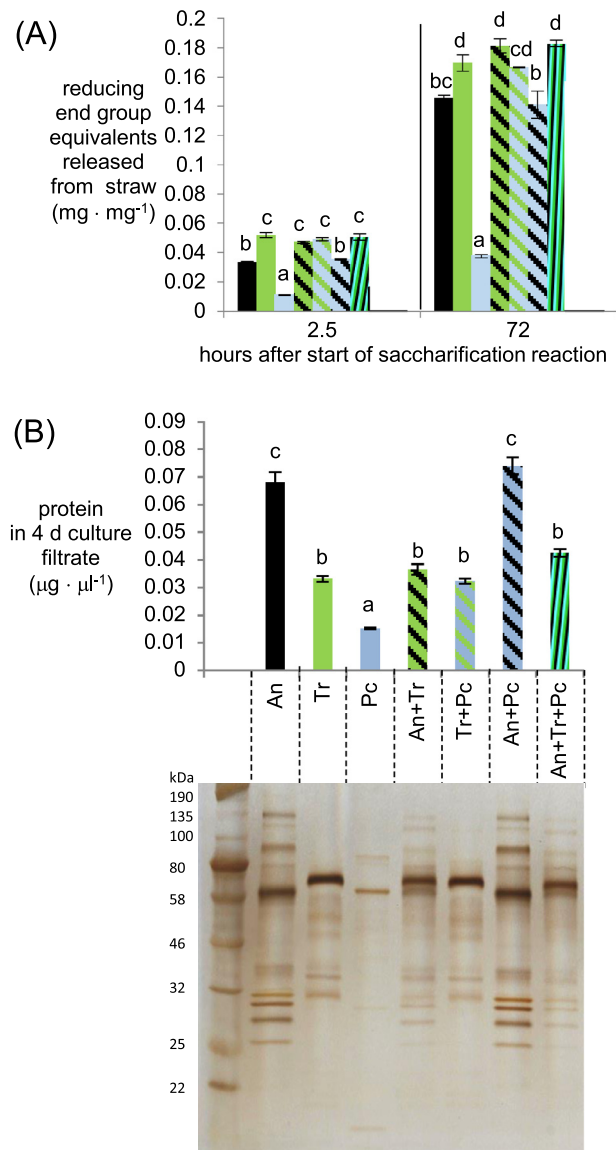 (A)
reducing
end group
equivalents
released
from straw
(mg · mg-1)
0.2
0.18
0.16
0.14
0.12
0.1
0.08
0.06
0.04
0.02
0
b
c
a
c
c
b
c
bc
d
a
d
cd
b
d
2.5
72
hours after start of saccharification reaction
(B)
protein
in 4 d culture
filtrate
(µg · µl-1)
0.09
0.08
0.07
0.06
0.05
0.04
0.03
0.02
0.01
0
c
b
a
b
b
c
b
An
Tr
Pc
An+Tr
Tr+Pc
An+Pc
An+Tr+Pc
kDa
190
135
100
80
58
46
32
25
22